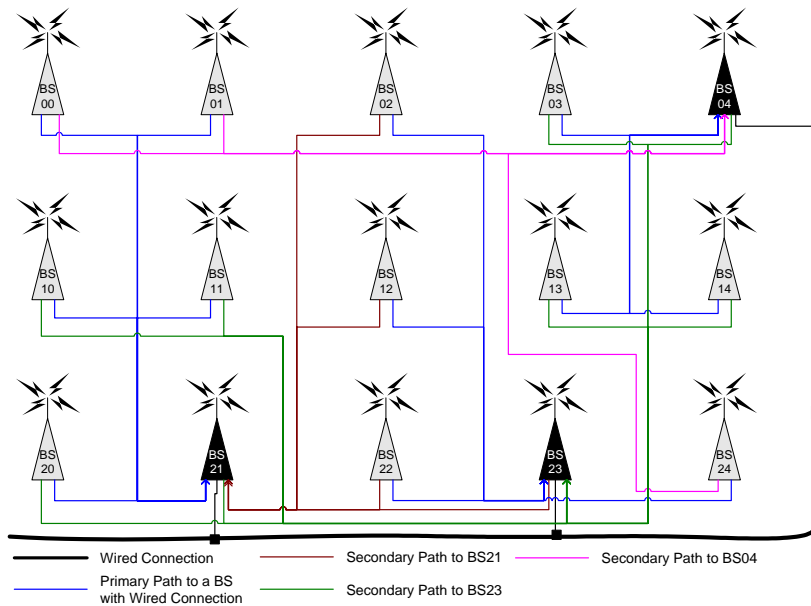 BS
00
BS
01
BS
02
BS
03
BS
04
BS
10
BS
11
BS
12
BS
13
BS
14
BS
20
BS
21
BS
22
BS
23
BS
24
Wired Connection
Secondary Path to BS21
Secondary Path to BS04
Primary Path to a BS
with Wired Connection
Secondary Path to BS23